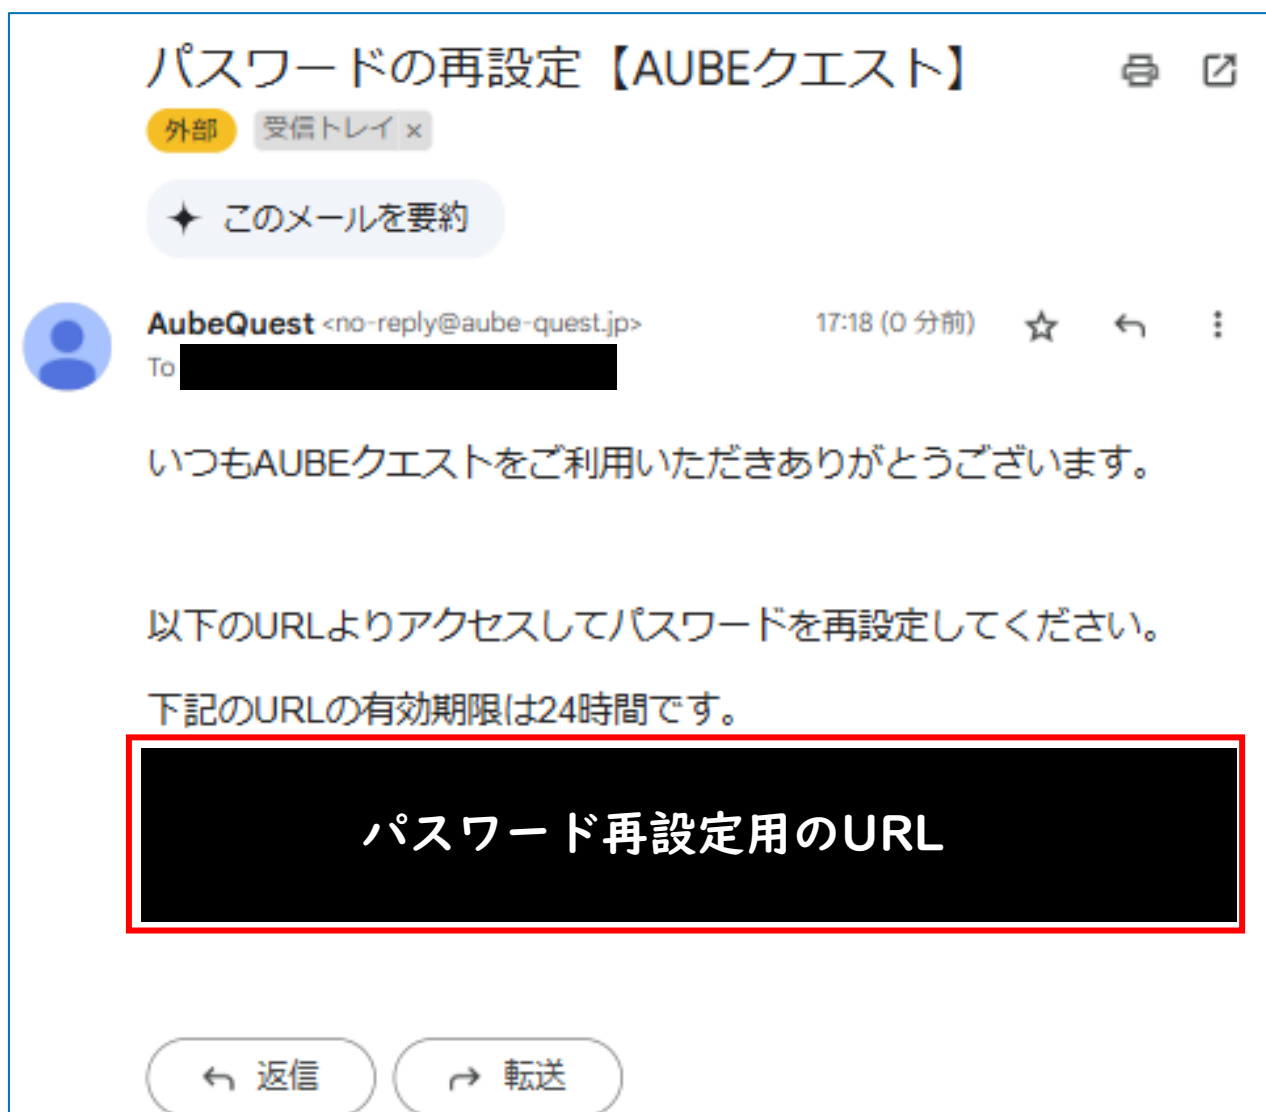 パスワードの再設定【AUBEクエスト】
外部 受信トレイ ×
このメールを要約
AubeQuest <no-reply@aube-quest.jp> 17:18 (0 分前)
To
いつもAUBEクエストをご利用いただきありがとうございます。
以下のURLよりアクセスしてパスワードを再設定してください。
下記のURLの有効期限は24時間です。
パスワード再設定用のURL
返信 転送